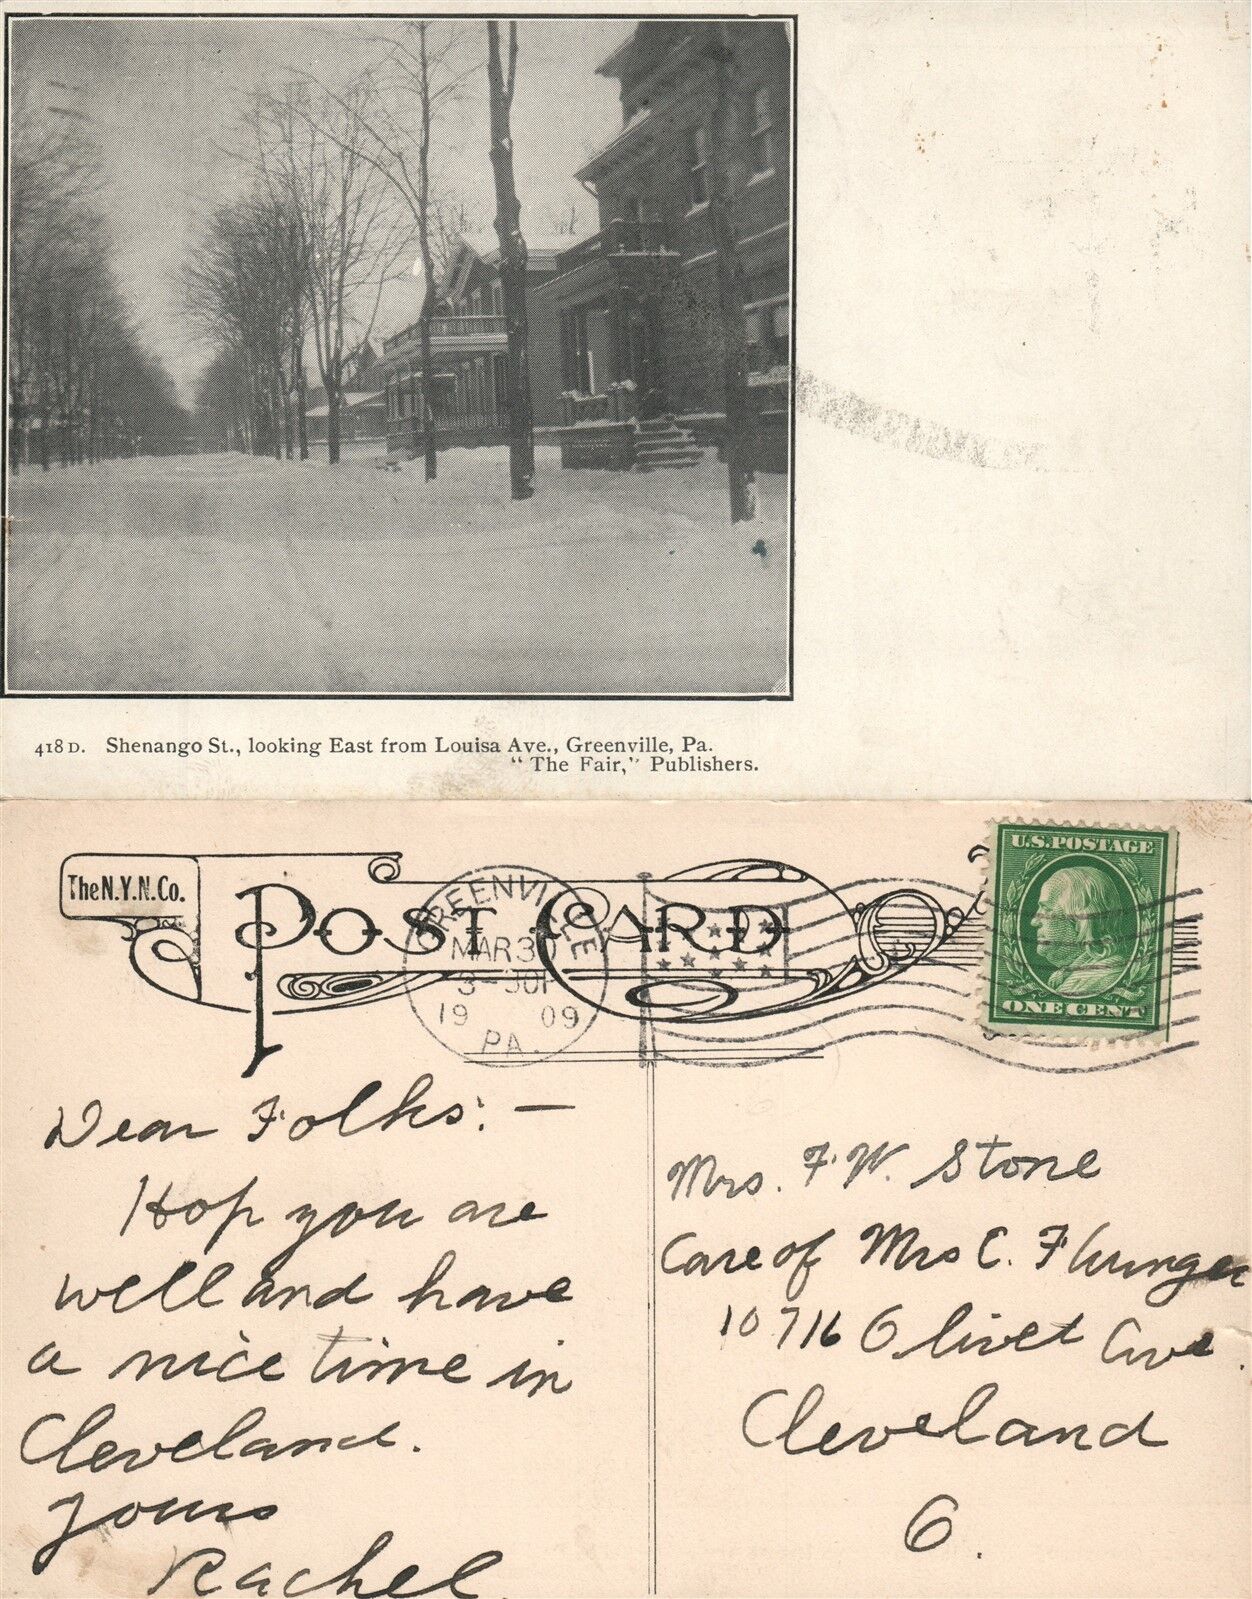 418 D. Shenango St., looking East from Louisa Ave., Greenville, Pa.
"The Fair," Publishers.
The N.Y.N.Co.
POST CARD
GREENVILLE
MAR 30
19 09
PA.
U.S. POSTAGE
ONE CENT
Dear Folks: —
Hop you are
well and have
a nice time in
Cleveland.
yours
Rachel.
Mrs. F. W. Stone
Care of Mrs C.
10716 Olivet Ave.
Cleveland
O.